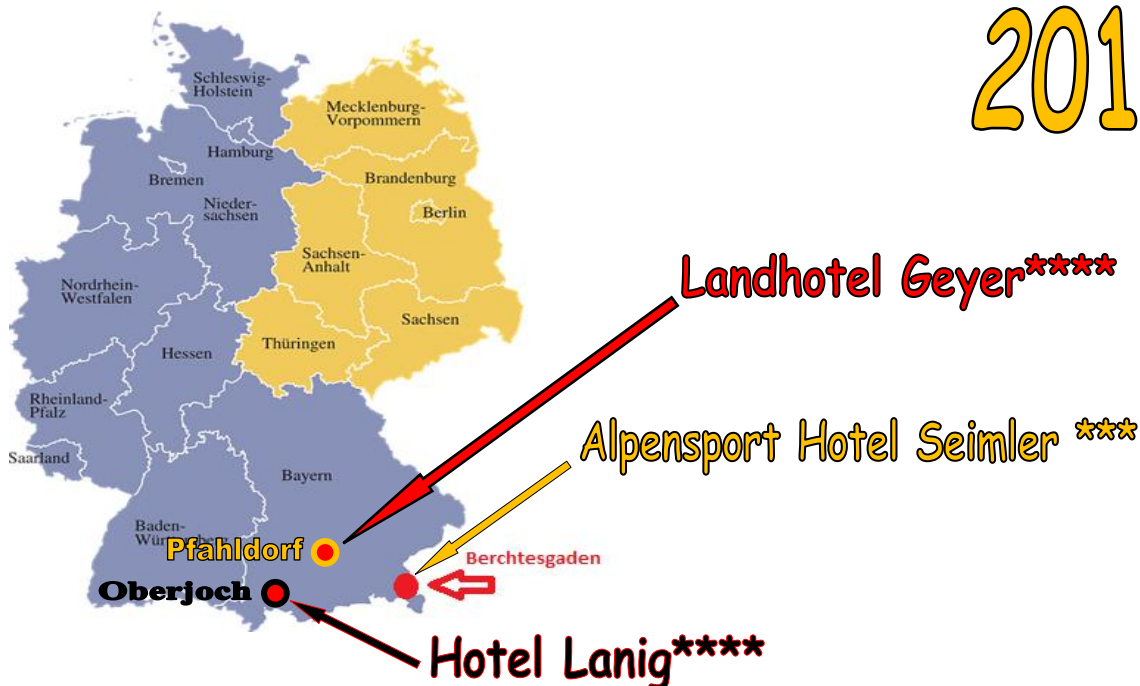 201
Schleswig-
Holstein
Mecklenburg-
Vorpommern
Hamburg
Bremen
Brandenburg
Nieder-
sachsen
Berlin
Sachsen-
Anhalt
Landhotel Geyer****
Nordrhein-
Westfalen
Sachsen
Thüringen
Hessen
Rheinland-
Pfalz
Alpensport Hotel Seimler ***
Saarland
Bayern
Baden-
Württemberg
Pfahldorf
Berchtesgaden
Oberjoch
Hotel Lanig****